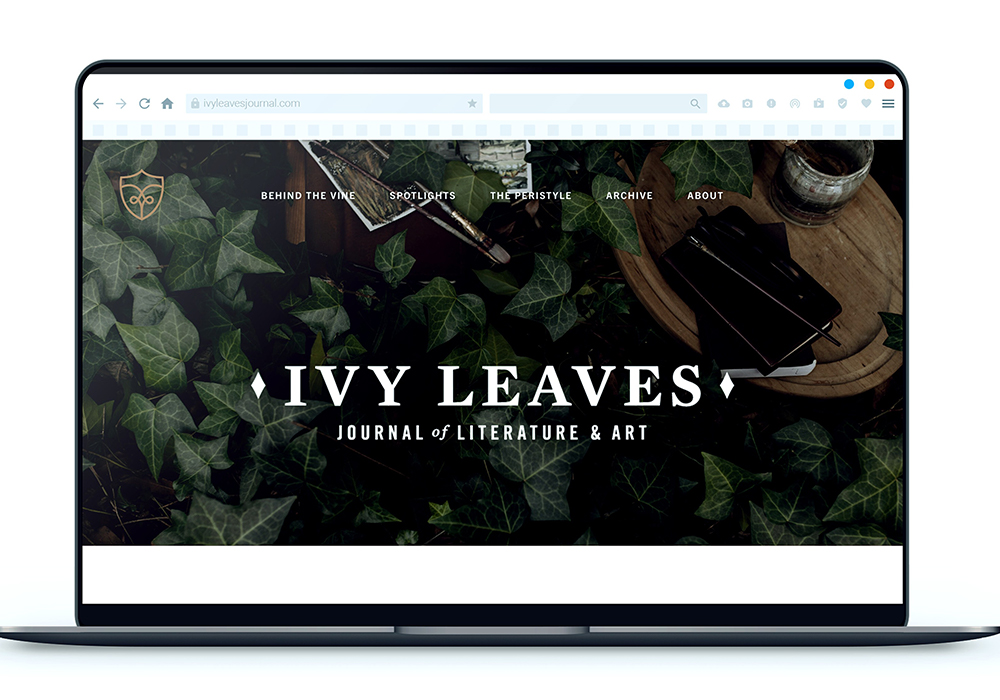 ivyleavesjournal.com
BEHIND THE VINE SPOTLIGHTS THE PERISTYLE ARCHIVE ABOUT
IVY LEAVES
JOURNAL of LITERATURE & ART